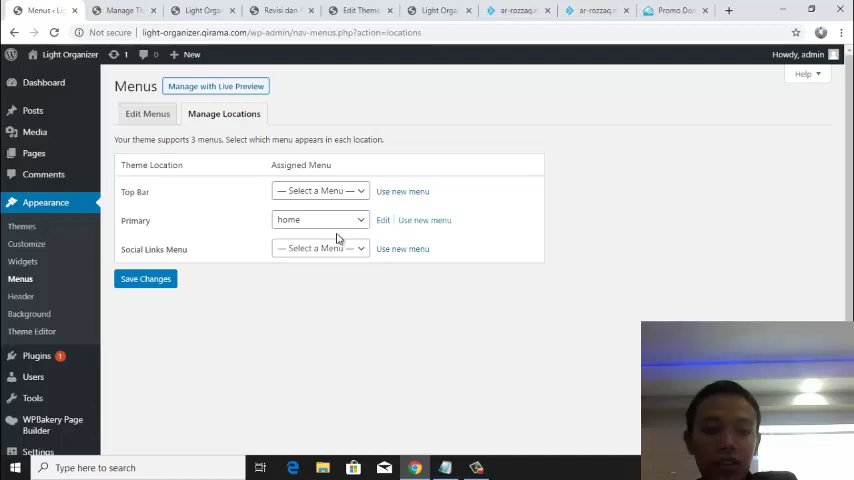 Menus ‹ Li
Manage Th
Light Orga
Revisi dan
Edit Theme
Light Orga
ar-rozzaq.m
ar-rozzaq.m
Promo Dom
Not secure | light-organizer.qirama.com/wp-admin/nav-menus.php?action=locations
Light Organizer
1
0
New
Howdy, admin
Dashboard
Posts
Media
Pages
Comments
Appearance
Themes
Customize
Widgets
Menus
Header
Background
Theme Editor
Plugins 1
Users
Tools
WPBakery Page
Builder
Settings
Menus
Manage with Live Preview
Help
Edit Menus
Manage Locations
Your theme supports 3 menus. Select which menu appears in each location.
Theme Location
Assigned Menu
Top Bar
— Select a Menu —
Use new menu
Primary
home
Edit | Use new menu
Social Links Menu
— Select a Menu —
Use new menu
Save Changes
Type here to search